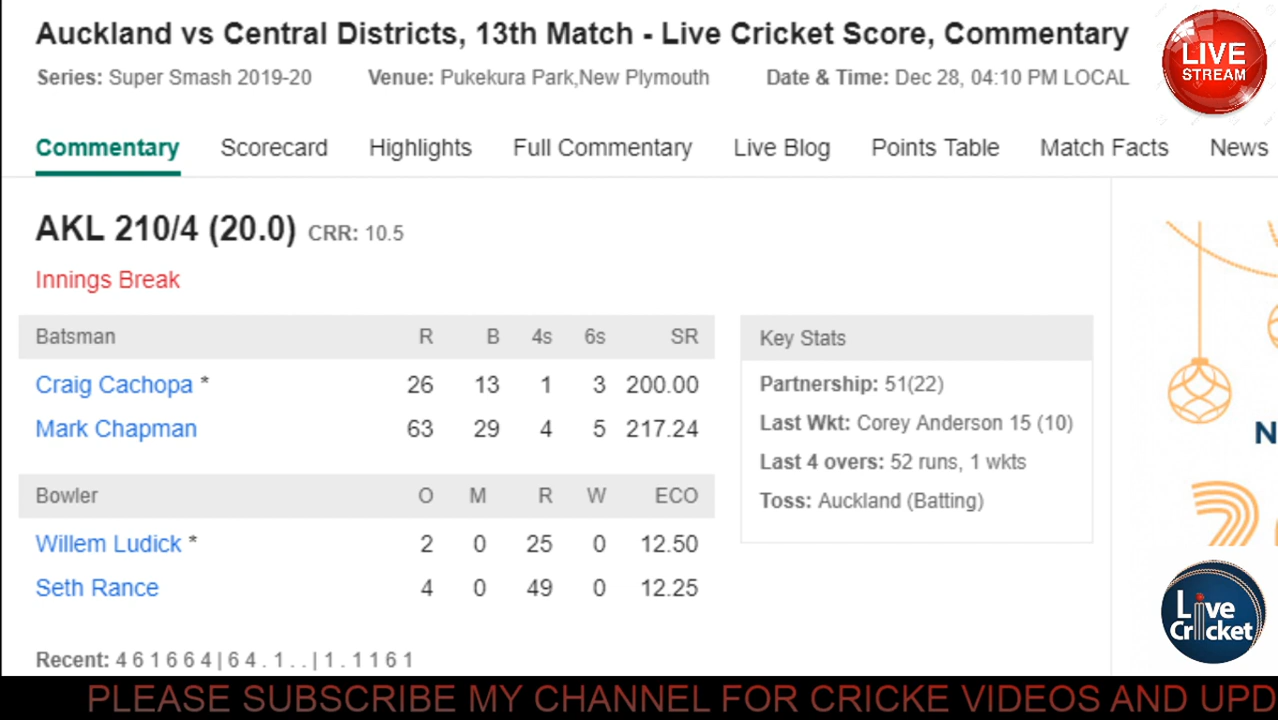 Auckland vs Central Districts, 13th Match - Live Cricket Score, Commentary
LIVE
STREAM
Series: Super Smash 2019-20 Venue: Pukekura Park,New Plymouth Date & Time: Dec 28, 04:10 PM LOCAL
Commentary Scorecard Highlights Full Commentary Live Blog Points Table Match Facts News
AKL 210/4 (20.0) CRR: 10.5
Innings Break
Batsman R B 4s 6s SR
Craig Cachopa * 26 13 1 3 200.00
Mark Chapman 63 29 4 5 217.24
Bowler O M R W ECO
Willem Ludick * 2 0 25 0 12.50
Seth Rance 4 0 49 0 12.25
Key Stats
Partnership: 51(22)
Last Wkt: Corey Anderson 15 (10)
Last 4 overs: 52 runs, 1 wkts
Toss: Auckland (Batting)
N
Live
Cricket
Recent: 4 6 1 6 6 4 | 6 4 . 1 . . | 1 . 1 1 6 1
PLEASE SUBSCRIBE MY CHANNEL FOR CRICKE VIDEOS AND UPD